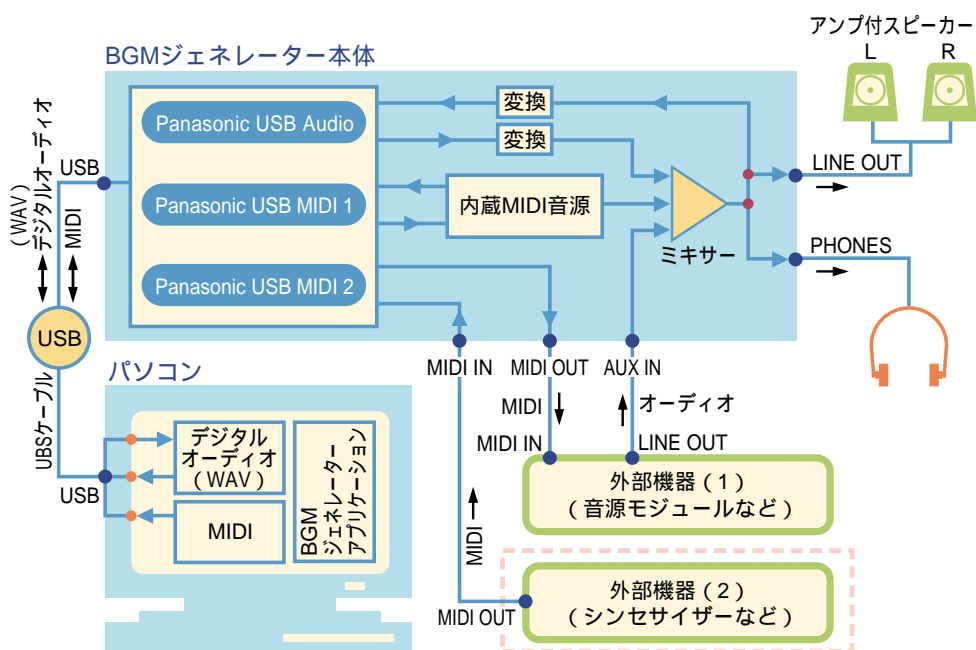 アンプ付スピーカー
L
R
BGMジェネレーター本体
Panasonic USB Audio
変換
変換
Panasonic USB MIDI 1
内蔵MIDI音源
Panasonic USB MIDI 2
ミキサー
LINE OUT
PHONES
USB
デジタルオーディオ
(WAV)
MIDI
USB
UBSケーブル
MIDI IN
MIDI OUT
AUX IN
MIDI
オーディオ
MIDI IN
LINE OUT
パソコン
デジタル
オーディオ
(WAV)
MIDI
BGM
ジェネレーター
アプリケーション
USB
外部機器(1)
(音源モジュールなど)
MIDI
MIDI OUT
外部機器(2)
(シンセサイザーなど)